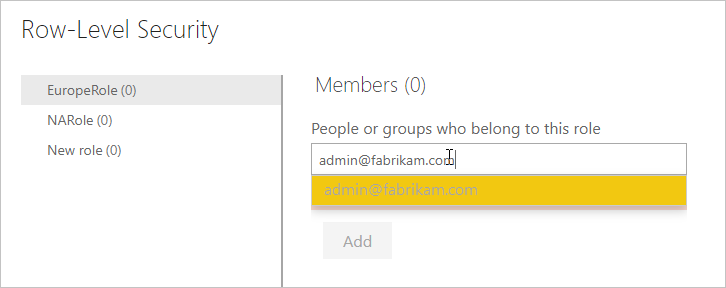 Row-Level Security
EuropeRole (0)
NARole (0)
New role (0)
Members (0)
People or groups who belong to this role
admin@fabrikam.com
admin@fabrikam.com
Add